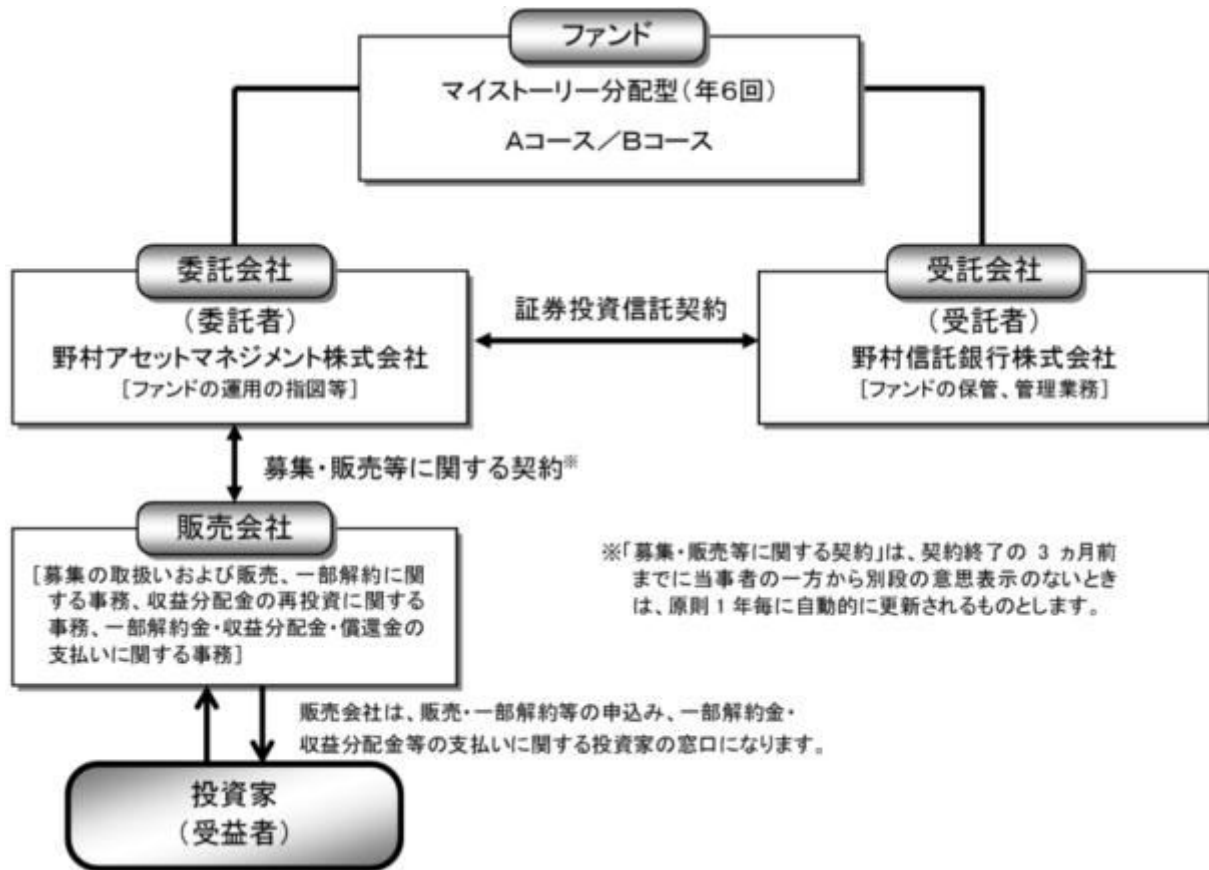 ファンド
マイストーリー分配型(年6回)
Aコース／Bコース
委託会社
(委託者)
野村アセットマネジメント株式会社
[ファンドの運用の指図等]
証券投資信託契約
受託会社
(受託者)
野村信託銀行株式会社
[ファンドの保管、管理業務]
募集・販売等に関する契約※
販売会社
[募集の取扱いおよび販売、一部解約に関
する事務、収益分配金の再投資に関する
事務、一部解約金・収益分配金・償還金の
支払いに関する事務]
※「募集・販売等に関する契約」は、契約終了の 3 ヵ月前
までに当事者の一方から別段の意思表示のないとき
は、原則 1 年毎に自動的に更新されるものとします。
販売会社は、販売・一部解約等の申込み、一部解約金・
収益分配金等の支払いに関する投資家の窓口になります。
投資家
(受益者)